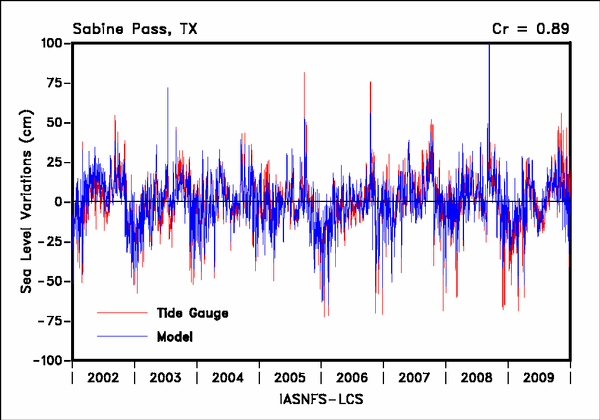 Sabine Pass, TX Cr = 0.89
100
75
50
25
0
-25
-50
-75
-100
Sea Level Variations (cm)
Tide Gauge
Model
2002 2003 2004 2005 2006 2007 2008 2009
IASNFS-LCS